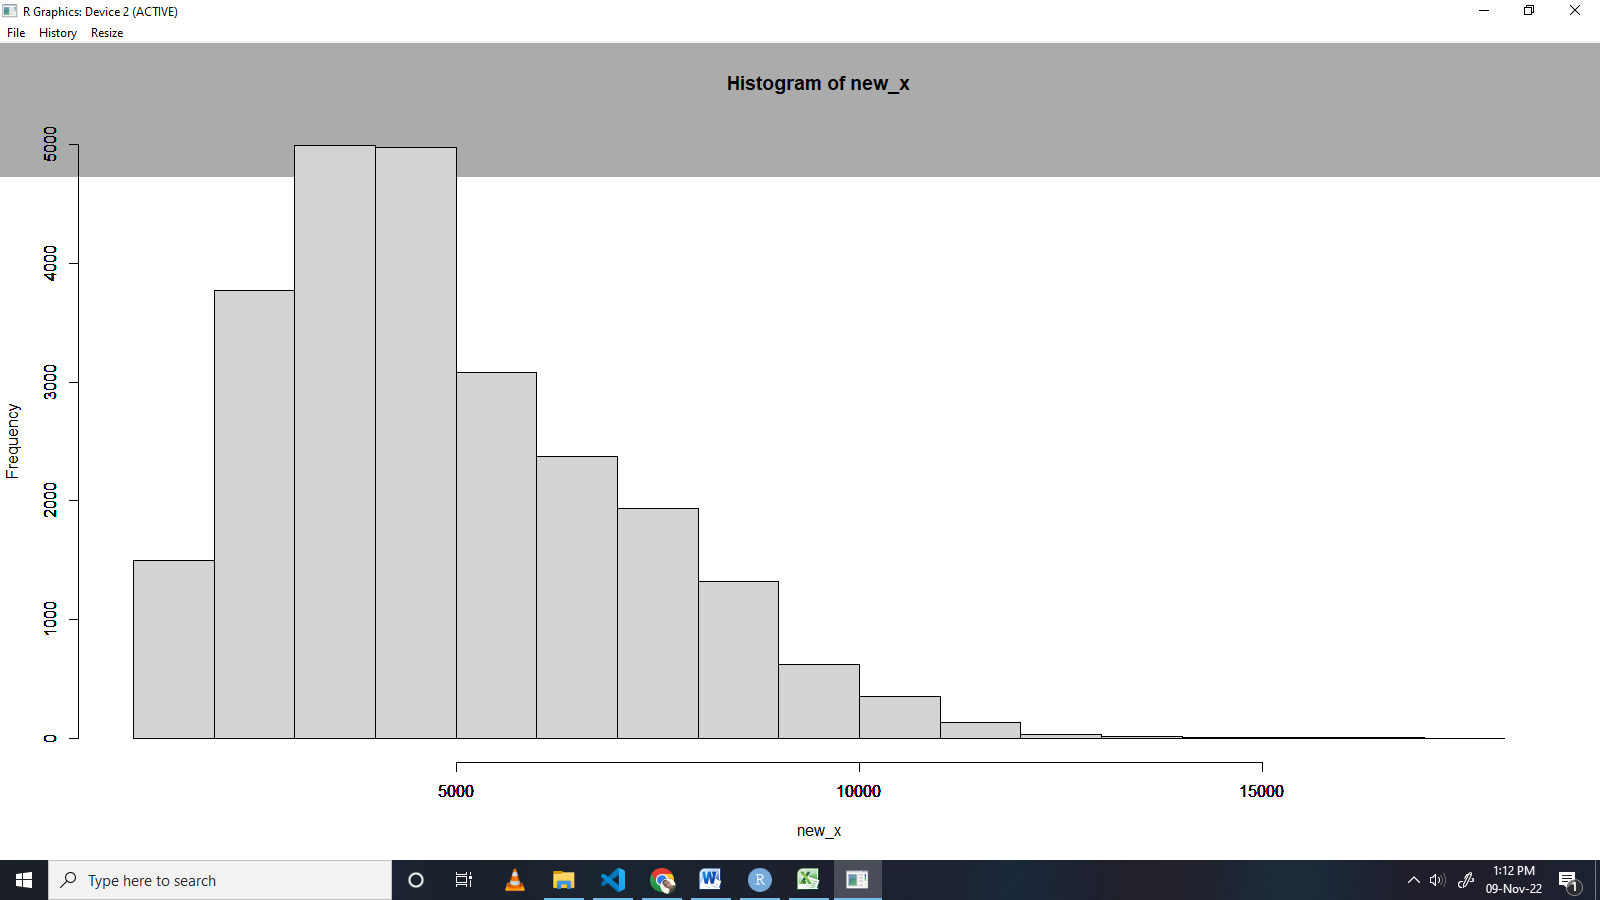 R Graphics: Device 2 (ACTIVE)
File History Resize
Histogram of new_x
Frequency
5000
4000
3000
2000
1000
0
5000 10000 15000
new_x
Type here to search
W
R
X
1:12 PM
09-Nov-22
1